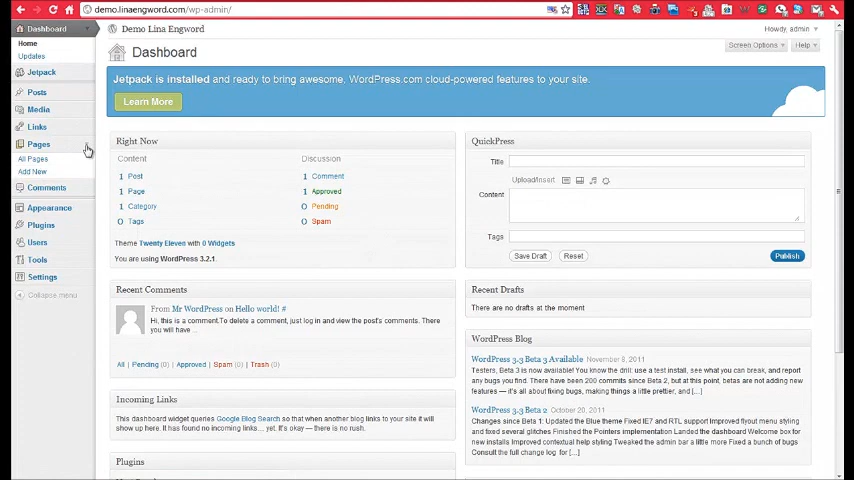 demo.linaengword.com/wp-admin/
Dashboard
Home
Updates
Jetpack
Posts
Media
Links
Pages
All Pages
Add New
Comments
Appearance
Plugins
Users
Tools
Settings
Collapse menu
Demo Lina Engword
Howdy, admin
Dashboard
Screen Options
Help
Jetpack is installed and ready to bring awesome, WordPress.com cloud-powered features to your site.
Learn More
Right Now
Content
Discussion
1 Post
1 Comment
1 Page
1 Approved
1 Category
0 Pending
0 Tags
0 Spam
Theme Twenty Eleven with 0 Widgets
You are using WordPress 3.2.1.
QuickPress
Title
Upload/Insert
Content
Tags
Save Draft
Reset
Publish
Recent Comments
From Mr WordPress on Hello world! #
Hi, this is a comment.To delete a comment, just log in and view the post's comments. There
you will have ...
All | Pending (0) | Approved | Spam (0) | Trash (0)
Recent Drafts
There are no drafts at the moment
WordPress Blog
WordPress 3.3 Beta 3 Available November 8, 2011
Testers, Beta 3 is now available! You know the drill: use a test install, see what you can break, and report
any bugs you find. There have been 200 commits since Beta 2, but at this point, betas are not adding new
features — it's all about fixing bugs, making things a little prettier, and [...]
WordPress 3.3 Beta 2 October 20, 2011
Changes since Beta 1: Updated the Blue theme Fixed IE7 and RTL support Improved flyout menu styling
and fixed several glitches Finished the Pointers implementation Landed the dashboard Welcome box for
new installs Improved contextual help styling Tweaked the admin bar a little more Fixed a bunch of bugs
Consult the full change log for [...]
Incoming Links
This dashboard widget queries Google Blog Search so that when another blog links to your site it will
show up here. It has found no incoming links… yet. It's okay — there is no rush.
Plugins